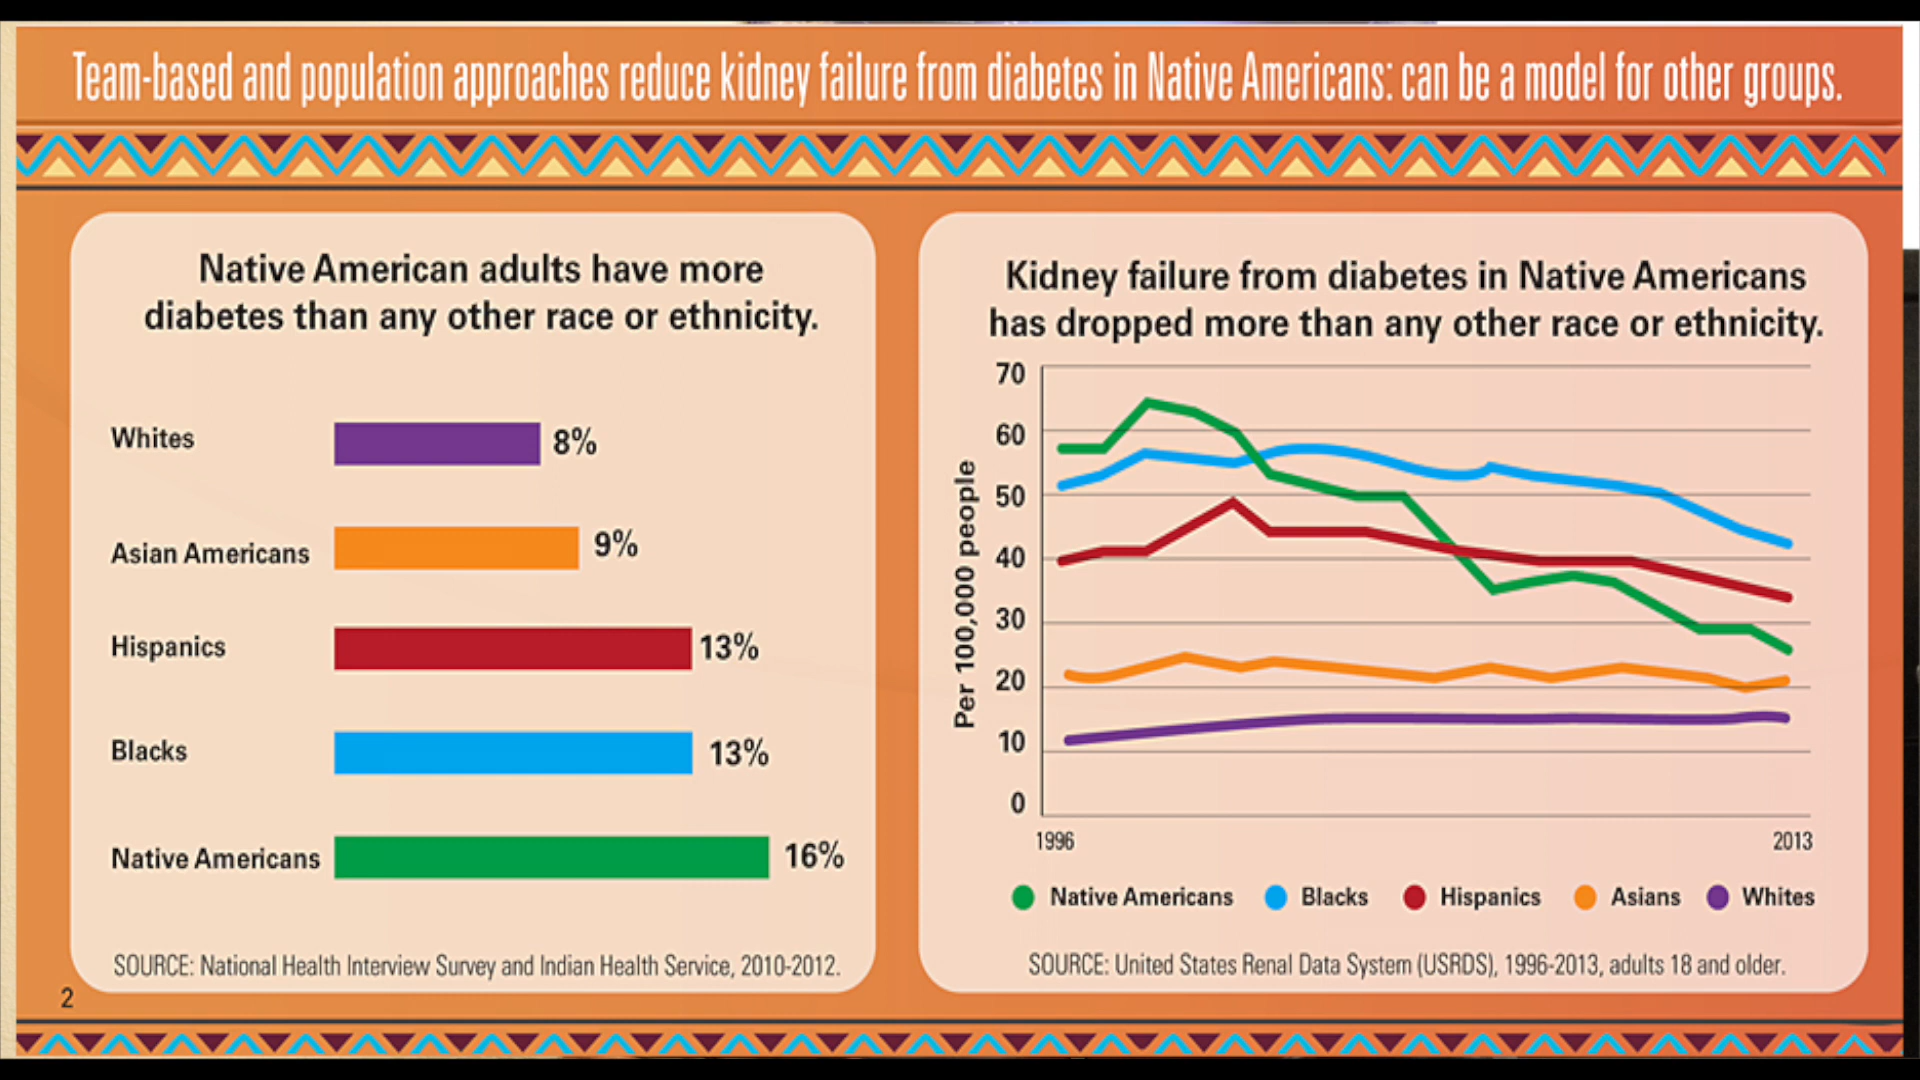 Team-based and population approaches reduce kidney failure from diabetes in Native Americans: can be a model for other groups.
Native American adults have more
diabetes than any other race or ethnicity.
Whites 8%
Asian Americans 9%
Hispanics 13%
Blacks 13%
Native Americans 16%
SOURCE: National Health Interview Survey and Indian Health Service, 2010-2012.
2
Kidney failure from diabetes in Native Americans
has dropped more than any other race or ethnicity.
Per 100,000 people
70
60
50
40
30
20
10
0
1996 2013
Native Americans Blacks Hispanics Asians Whites
SOURCE: United States Renal Data System (USRDS), 1996-2013, adults 18 and older.